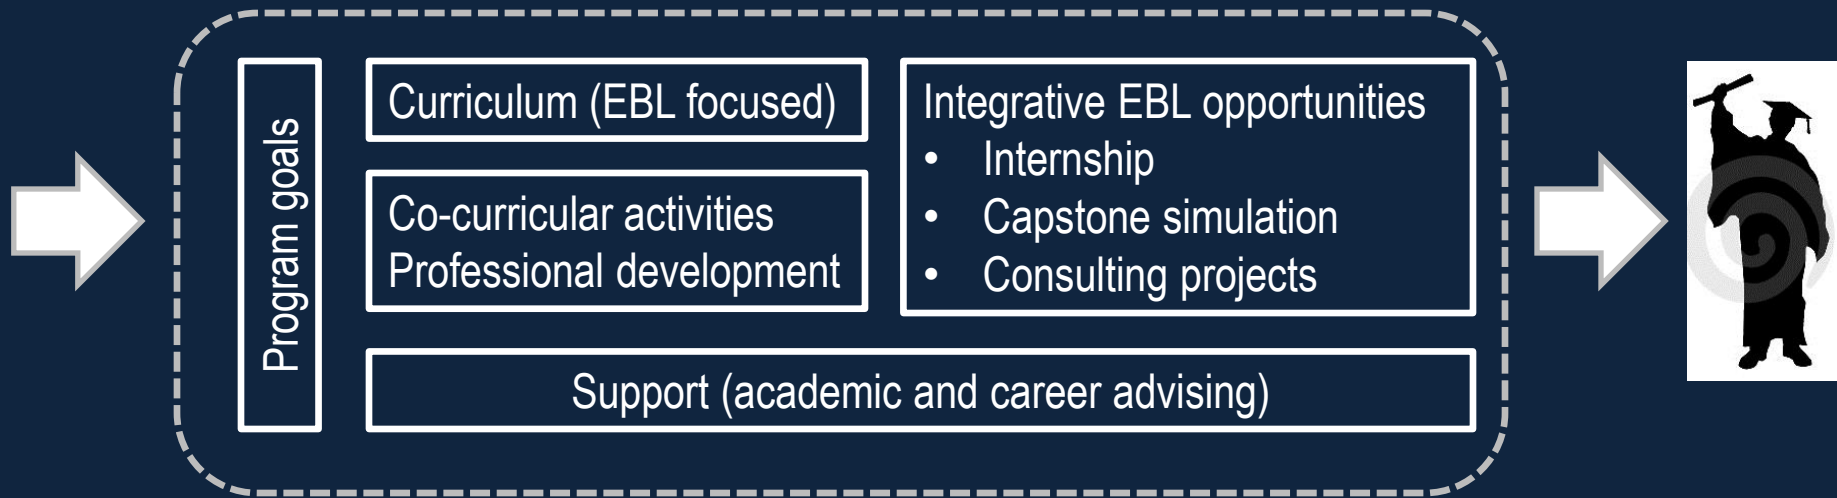 Program goals
Curriculum (EBL focused)
Co-curricular activities
Professional development
Integrative EBL opportunities
• Internship
• Capstone simulation
• Consulting projects
Support (academic and career advising)